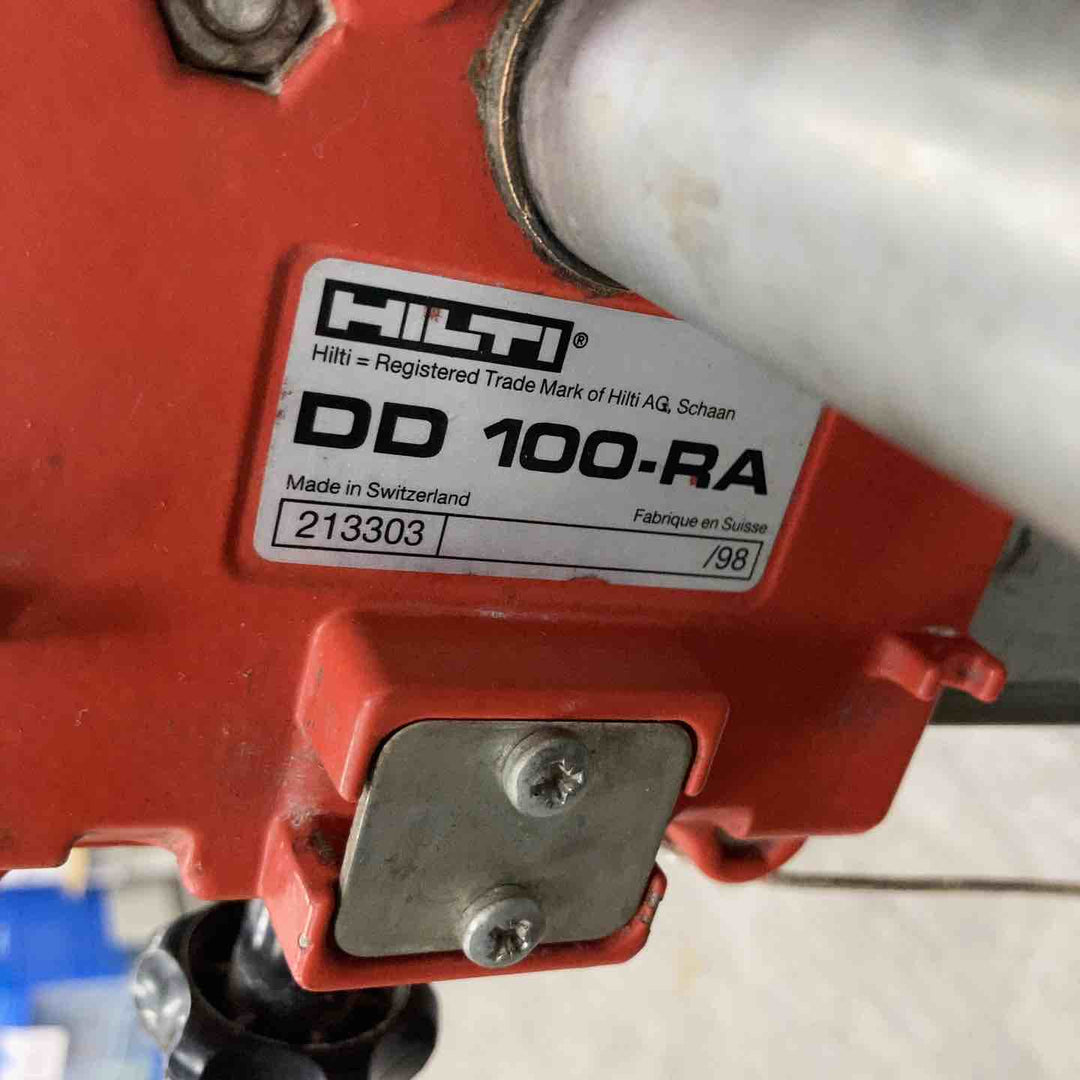 HILTI®
Hilti = Registered Trade Mark of Hilti AG, Schaan
DD 100-RA
Made in Switzerland
Fabrique en Suisse
213303
/98